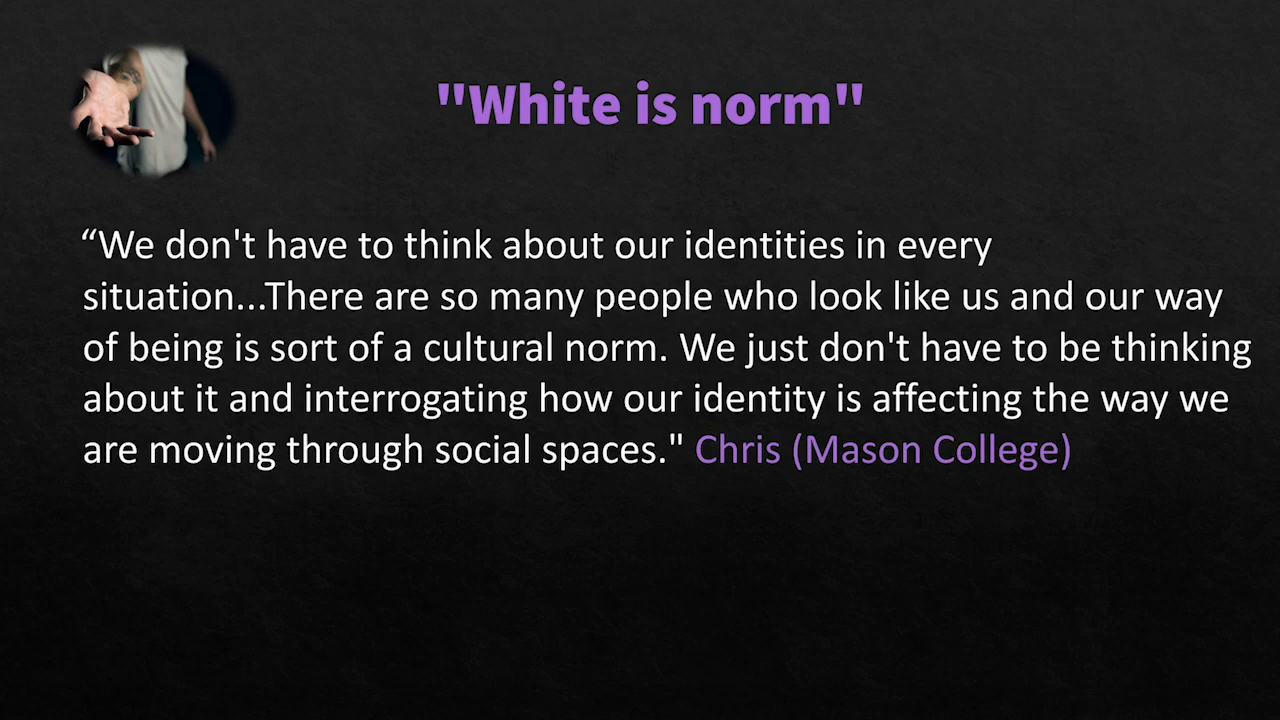 "White is norm"
“We don't have to think about our identities in every
situation...There are so many people who look like us and our way
of being is sort of a cultural norm. We just don't have to be thinking
about it and interrogating how our identity is affecting the way we
are moving through social spaces." Chris (Mason College)